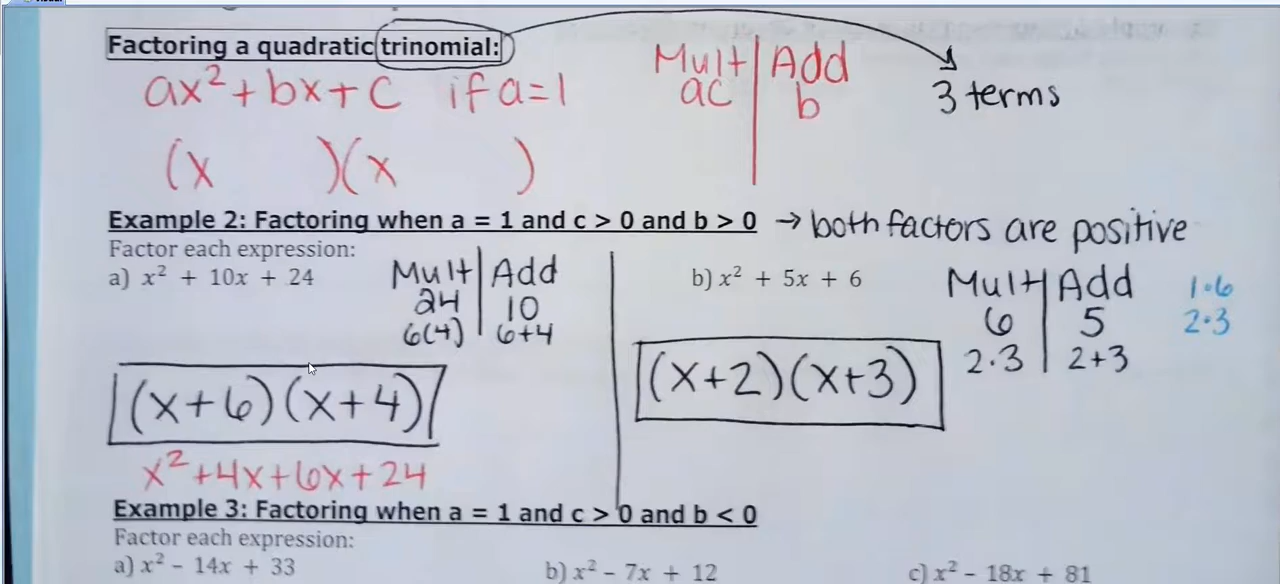 Factoring a quadratic trinomial:
Mult | Add
ax² + bx + c if a = 1
ac | b
3 terms
(x )(x )
Example 2: Factoring when a = 1 and c > 0 and b > 0 → both factors are positive
Factor each expression:
a) x² + 10x + 24
Mult | Add
24 | 10
6(4) | 6+4
(x+6)(x+4)
x²+4x+6x+24
b) x² + 5x + 6
Mult | Add
6 | 5
2·3 | 2+3
1·6
2·3
(x+2)(x+3)
Example 3: Factoring when a = 1 and c > 0 and b < 0
Factor each expression:
a) x² − 14x + 33
b) x² − 7x + 12
c) x² − 18x + 81